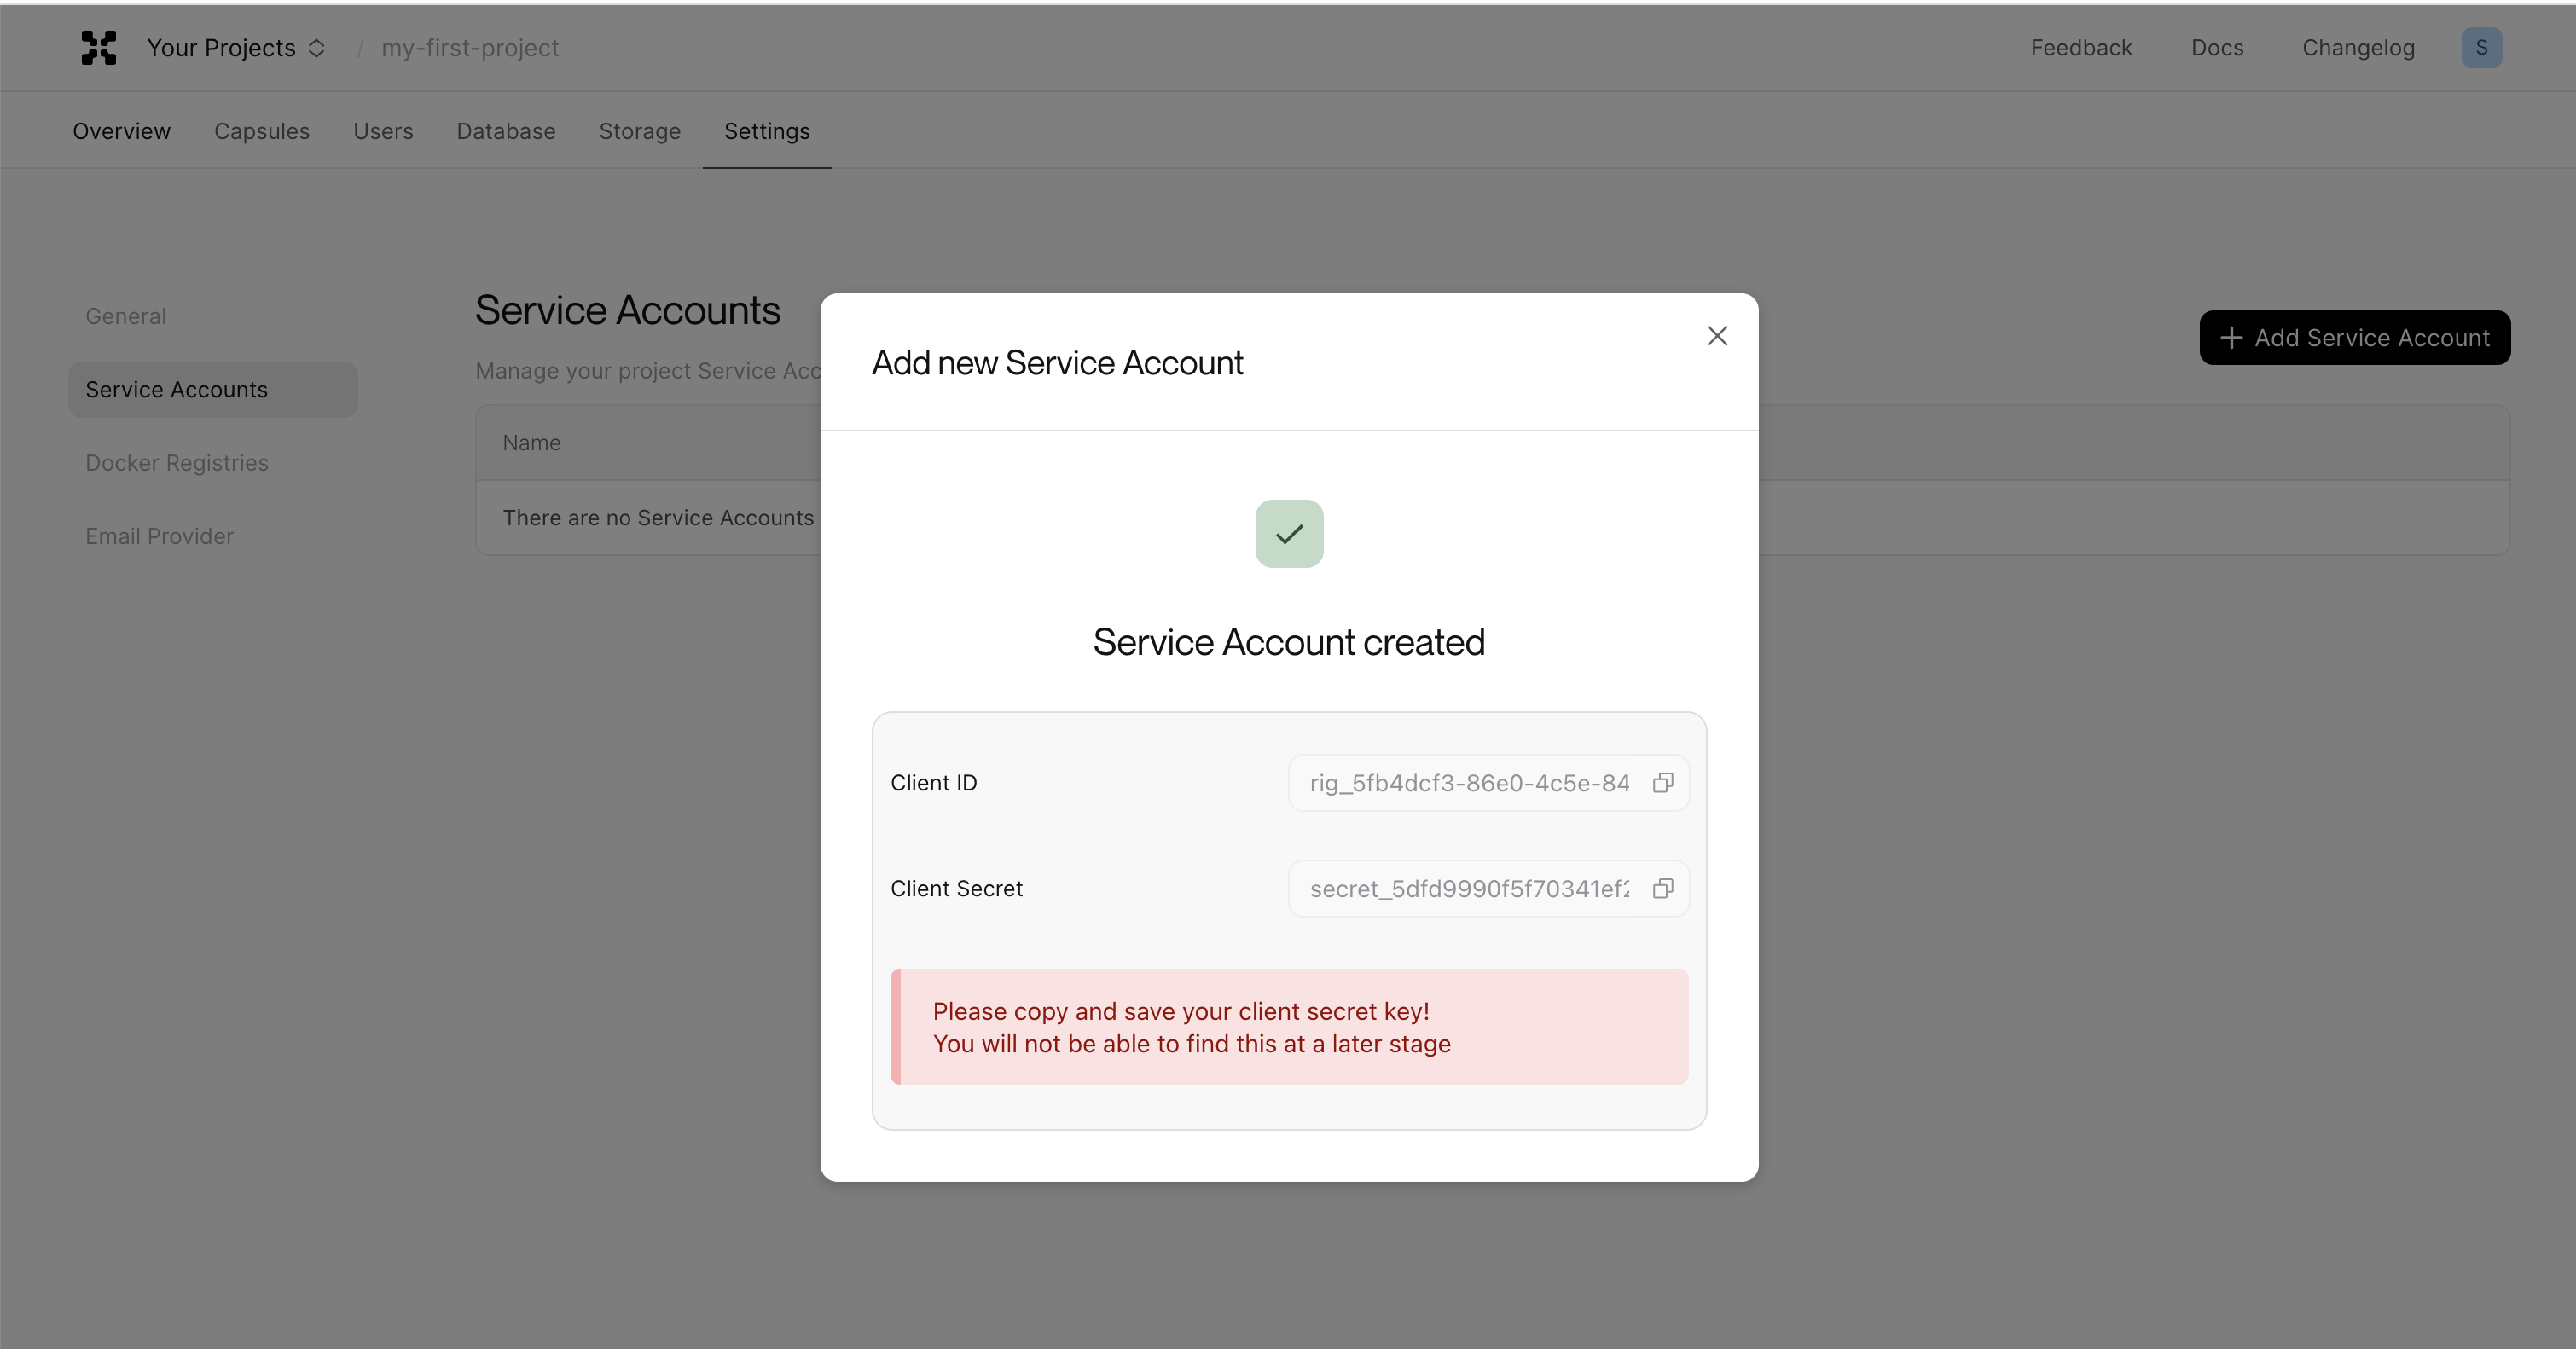 Your Projects / my-first-project Feedback Docs Changelog S
Overview Capsules Users Database Storage Settings
General
Service Accounts
Docker Registries
Email Provider
Service Accounts
Manage your project Service Acc
+ Add Service Account
Name
There are no Service Accounts
Add new Service Account
Service Account created
Client ID rig_5fb4dcf3-86e0-4c5e-84
Client Secret secret_5dfd9990f5f70341ef2
Please copy and save your client secret key!
You will not be able to find this at a later stage